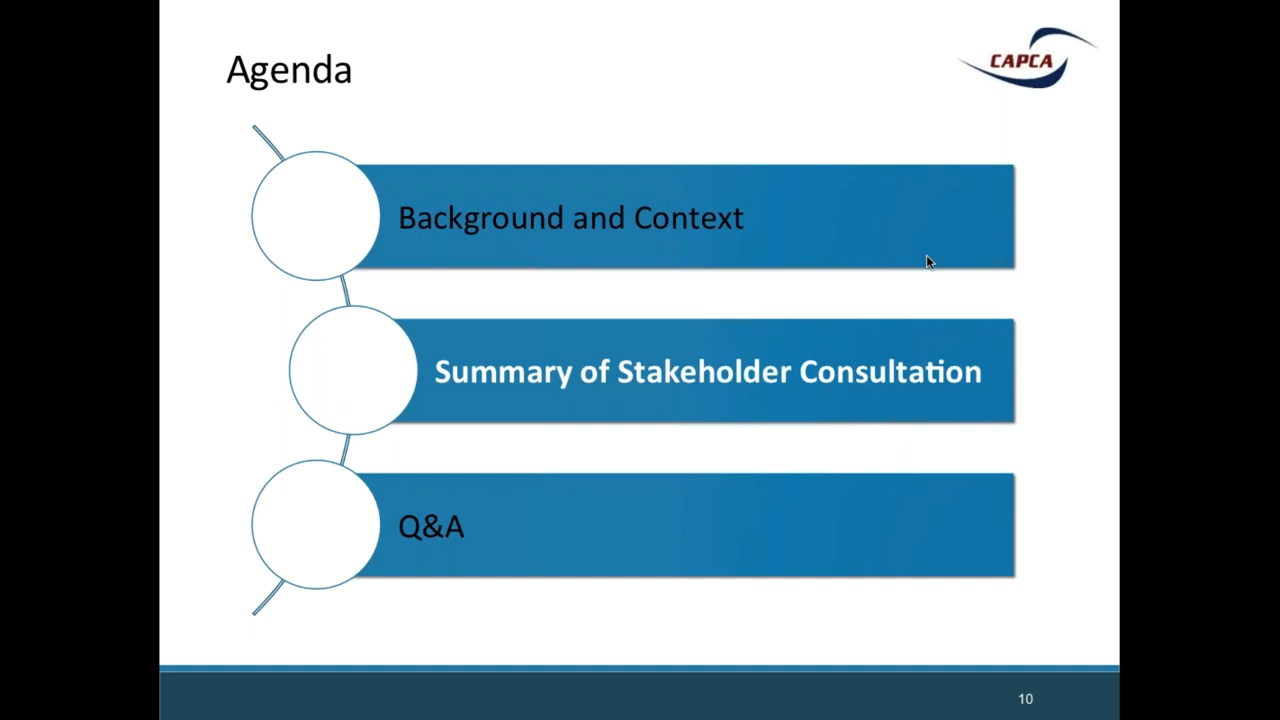 Agenda
CAPCA
Background and Context
Summary of Stakeholder Consultation
Q&A
10